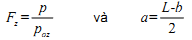 F_z = p / p_oz và a = (L-b) / 2